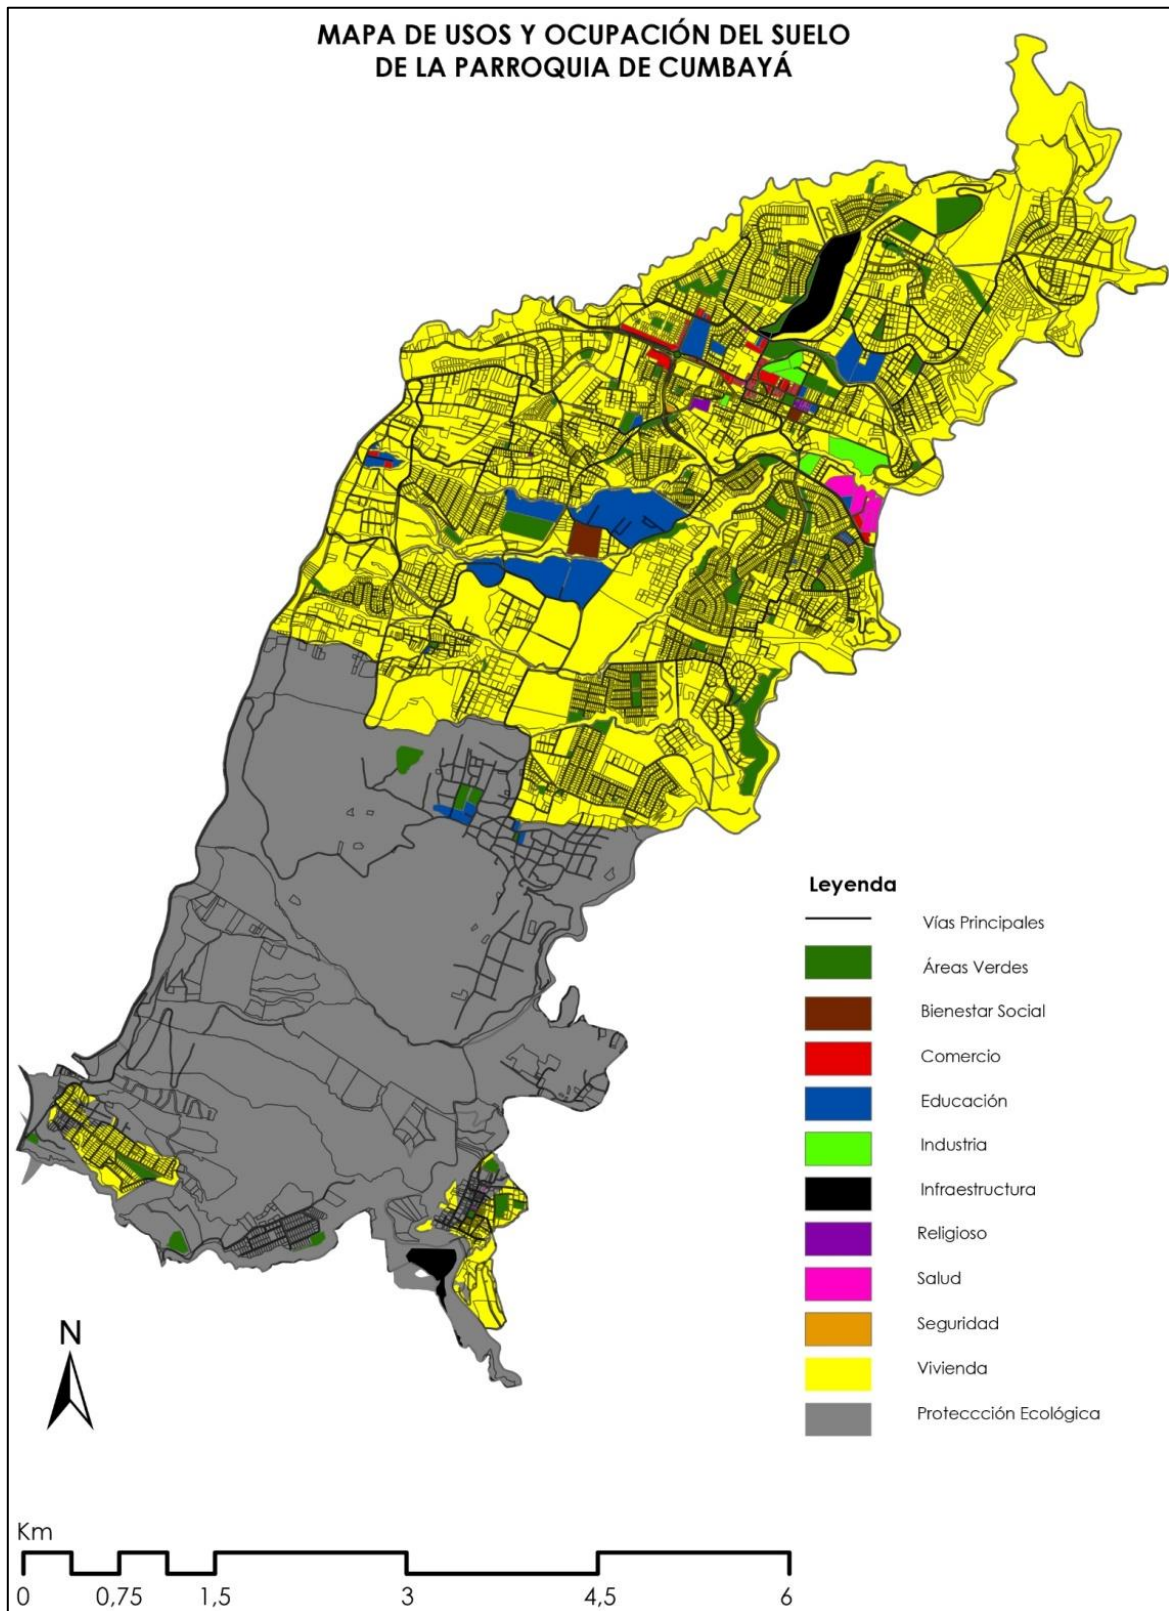 MAPA DE USOS Y OCUPACIÓN DEL SUELO
DE LA PARROQUIA DE CUMBAYÁ
Leyenda
Vías Principales
Áreas Verdes
Bienestar Social
Comercio
Educación
Industria
Infraestructura
Religioso
Salud
Seguridad
Vivienda
Proteccción Ecológica
N
Km
0 0,75 1,5 3 4,5 6